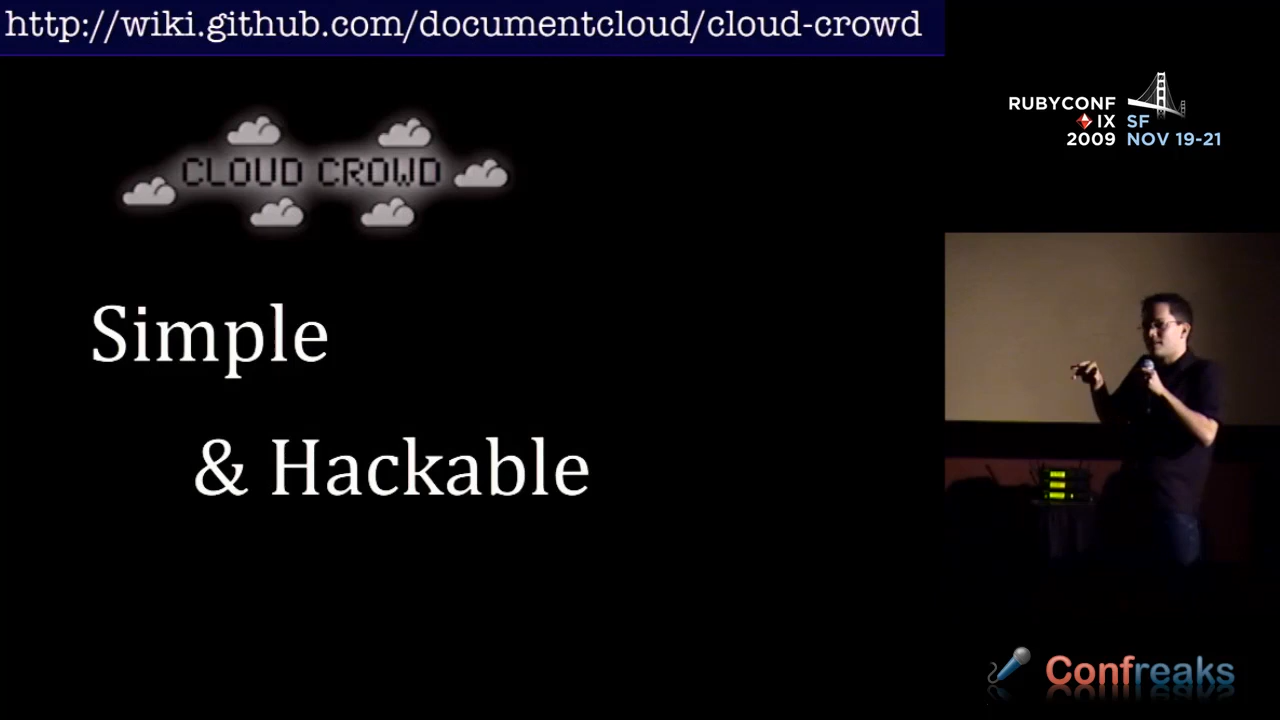 http://wiki.github.com/documentcloud/cloud-crowd
CLOUD CROWD
Simple
& Hackable
RUBYCONF
IX SF
2009 NOV 19-21
Confreaks